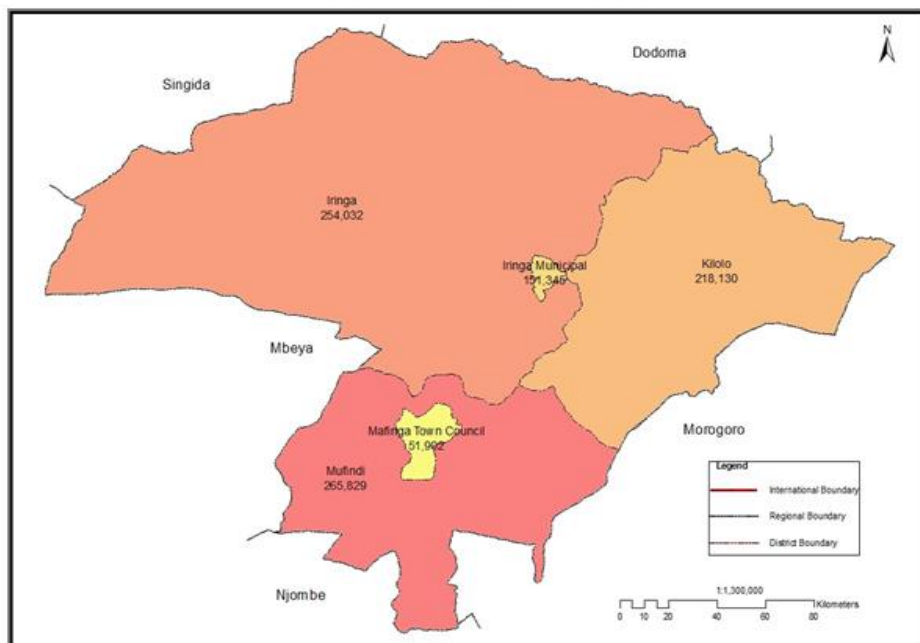 N
Dodoma
Singida
Iringa
254,032
Iringa Municipal
151,345
Kilolo
218,130
Mbeya
Mafinga Town Council
51,902
Mufindi
265,829
Morogoro
Legend
International Boundary
Regional Boundary
District Boundary
Njombe
1:1,300,000
0 5 10 20 40 60 80
Kilometers